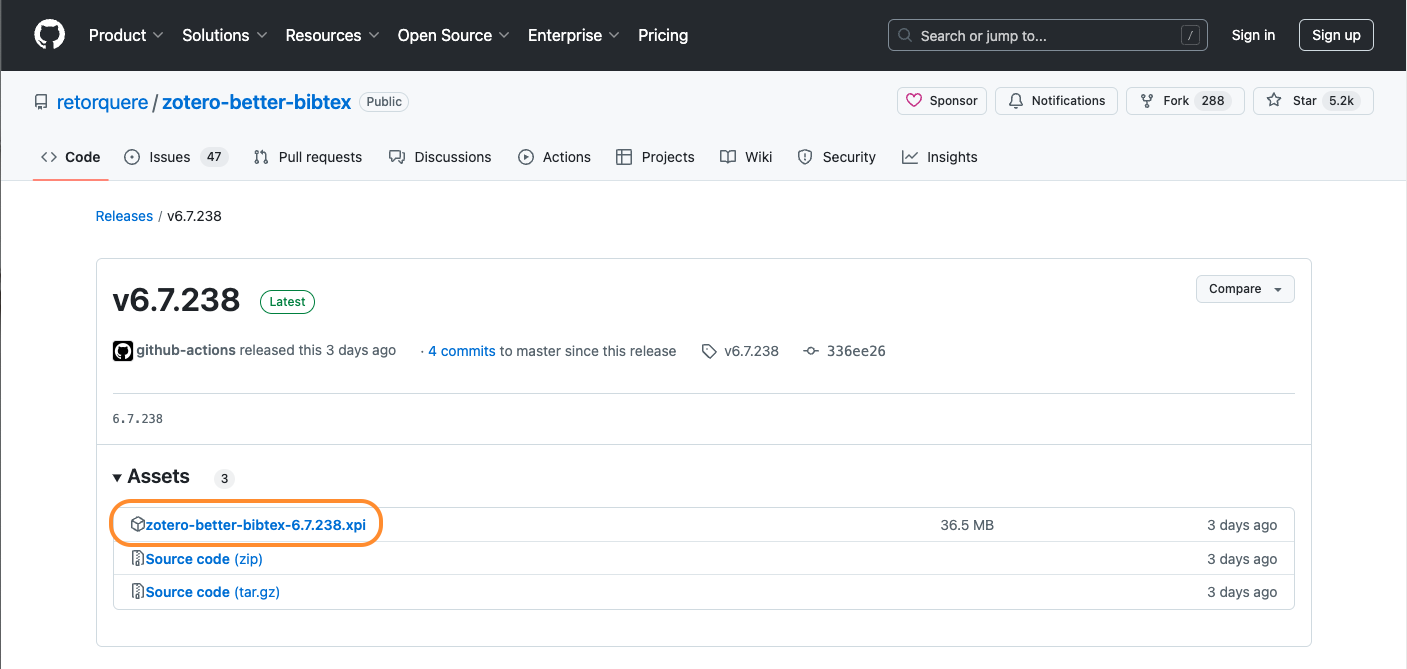 Product Solutions Resources Open Source Enterprise Pricing Search or jump to... / Sign in Sign up
retorquere / zotero-better-bibtex Public Sponsor Notifications Fork 288 Star 5.2k
Code Issues 47 Pull requests Discussions Actions Projects Wiki Security Insights
Releases / v6.7.238
v6.7.238 Latest Compare
github-actions released this 3 days ago · 4 commits to master since this release v6.7.238 336ee26
6.7.238
Assets 3
zotero-better-bibtex-6.7.238.xpi 36.5 MB 3 days ago
Source code (zip) 3 days ago
Source code (tar.gz) 3 days ago